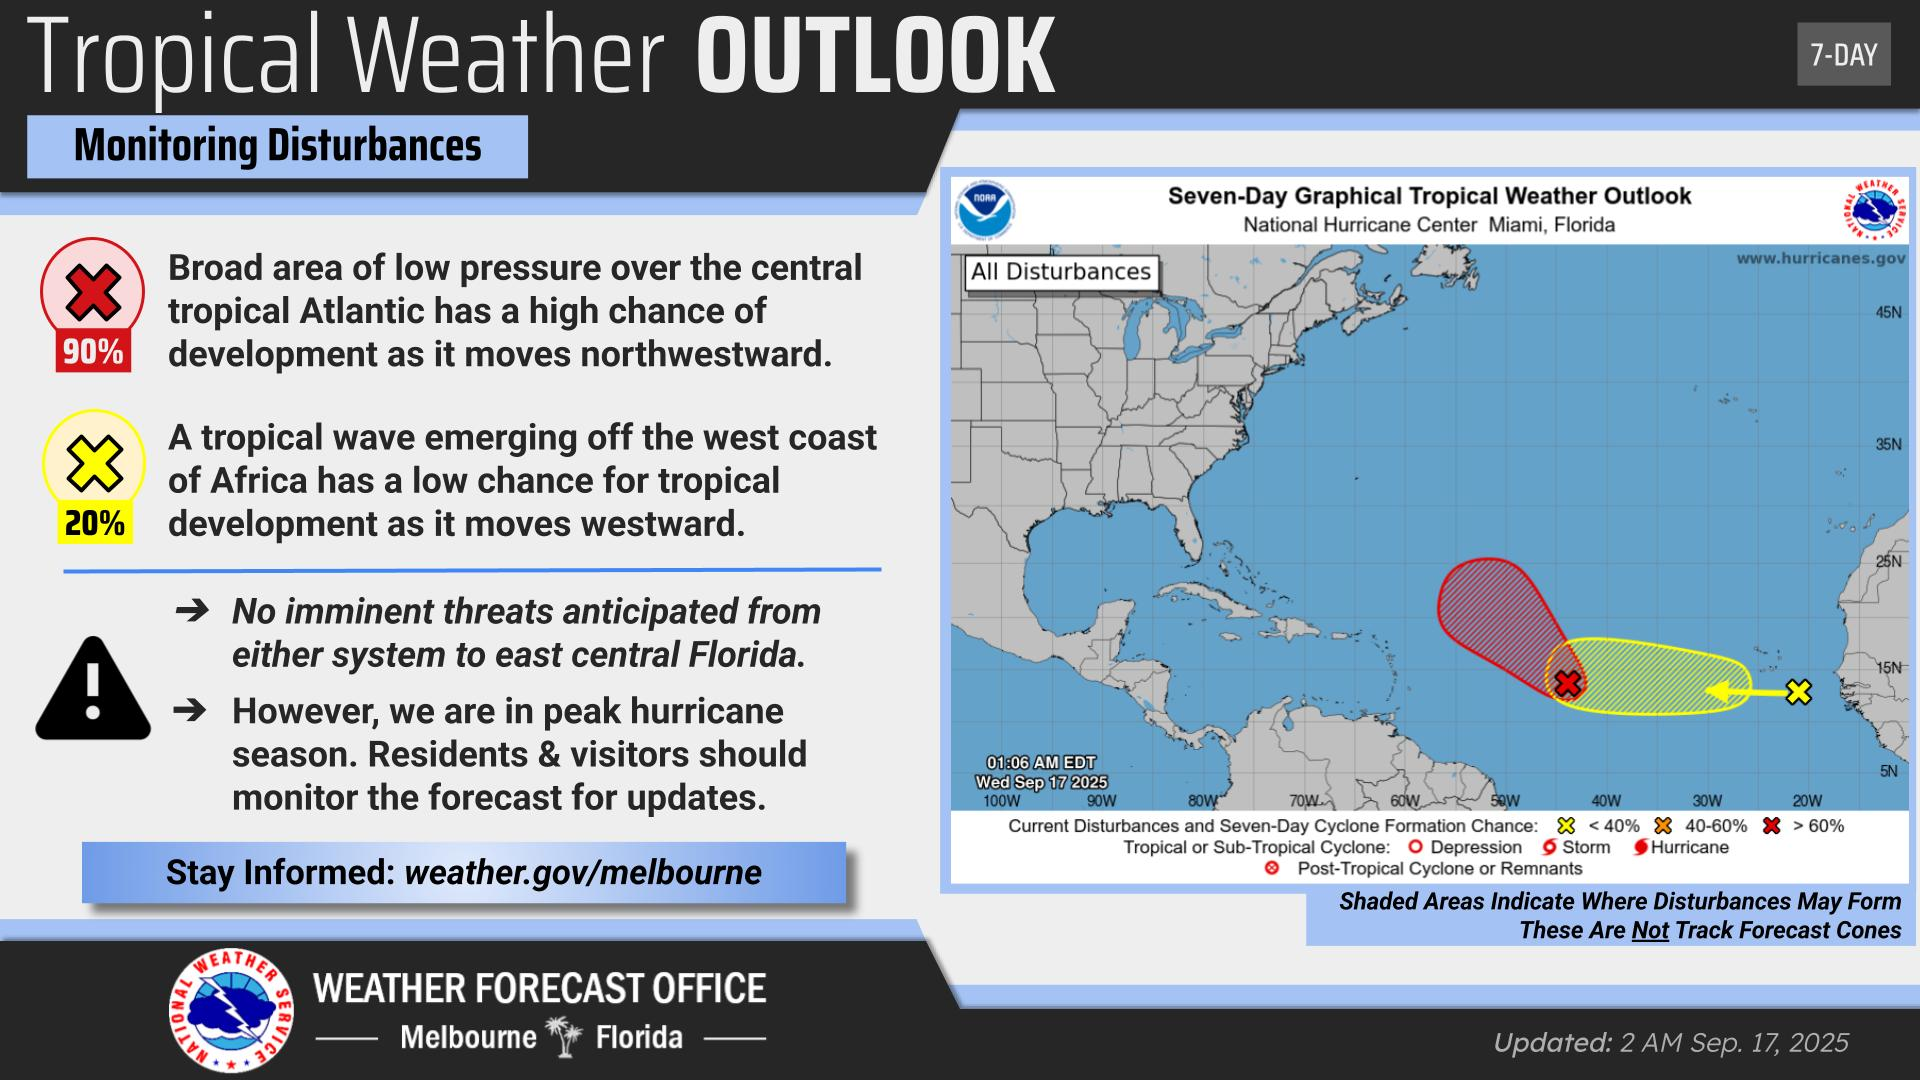 Tropical Weather OUTLOOK
7-DAY
Monitoring Disturbances
90%
Broad area of low pressure over the central
tropical Atlantic has a high chance of
development as it moves northwestward.
20%
A tropical wave emerging off the west coast
of Africa has a low chance for tropical
development as it moves westward.
➔ No imminent threats anticipated from
either system to east central Florida.
➔ However, we are in peak hurricane
season. Residents & visitors should
monitor the forecast for updates.
Stay Informed: weather.gov/melbourne
NATIONAL WEATHER SERVICE
WEATHER FORECAST OFFICE
Melbourne Florida
NOAA
Seven-Day Graphical Tropical Weather Outlook
National Hurricane Center Miami, Florida
NATIONAL WEATHER SERVICE
All Disturbances
www.hurricanes.gov
45N
35N
25N
15N
5N
01:06 AM EDT
Wed Sep 17 2025
100W 90W 80W 70W 60W 50W 40W 30W 20W
Current Disturbances and Seven-Day Cyclone Formation Chance: < 40% 40-60% > 60%
Tropical or Sub-Tropical Cyclone: Depression Storm Hurricane
Post-Tropical Cyclone or Remnants
Shaded Areas Indicate Where Disturbances May Form
These Are Not Track Forecast Cones
Updated: 2 AM Sep. 17, 2025